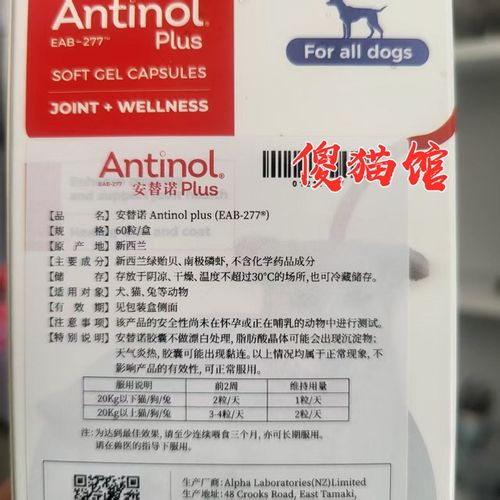 Antinol® Plus
EAB-277™
SOFT GEL CAPSULES
JOINT + WELLNESS
For all dogs
傻猫馆
Antinol®
EAB-277 安替诺 Plus
【品 名】安替诺 Antinol plus (EAB-277®)
【规 格】60粒/盒
【原 产 地】新西兰
【主要成分】新西兰绿贻贝、南极磷虾, 不含化学药品成分
【储 存】存放于阴凉、干燥、温度不超过30°C的场所,也可冷藏储存。
【适用对象】犬、猫、兔等动物
【有 效 期】见包装盒侧面
【注意事项】该产品的安全性尚未在怀孕或正在哺乳的动物中进行测试。
【特别说明】安替诺胶囊不做漂白处理, 脂肪酸晶体可能会出现沉淀物;
天气炎热, 胶囊可能出现黏连。以上情况均属于正常现象, 不
影响产品的有效性, 可正常服用。
服用说明 前2周 维持用量
20Kg以下猫/狗/兔 2粒/天 1粒/天
20Kg以上猫/狗/兔 3-4粒/天 2粒/天
注:为达到最佳效果, 请至少连续喂食三个月, 亦可长期服用。
请在兽医的指导下服用。
生产厂商: Alpha Laboratories(NZ)Limited
生产地址: 48 Crooks Road, East Tamaki,